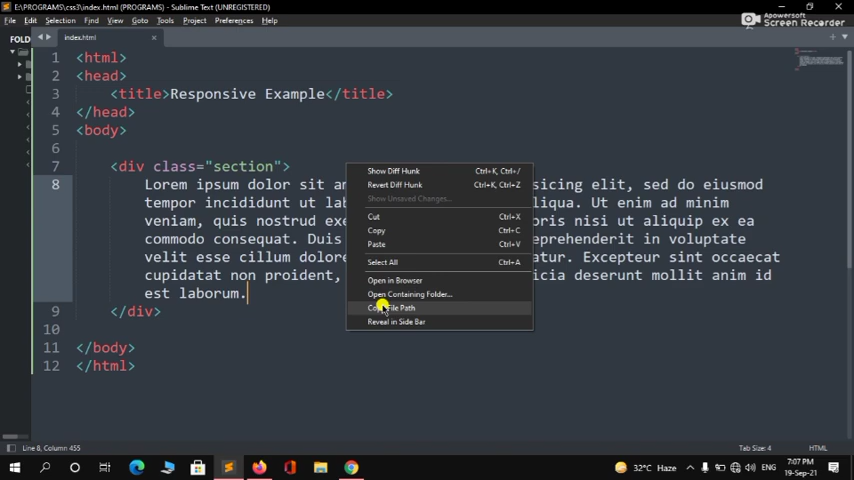 E:\PROGRAMS\css3\index.html (PROGRAMS) - Sublime Text (UNREGISTERED)
File Edit Selection Find View Goto Tools Project Preferences Help
Apowersoft
Screen Recorder
FOLD
index.html
1 <html>
2 <head>
3 <title>Responsive Example</title>
4 </head>
5 <body>
6
7 <div class="section">
8 Lorem ipsum dolor sit am sicing elit, sed do eiusmod
tempor incididunt ut lab liqua. Ut enim ad minim
veniam, quis nostrud exe oris nisi ut aliquip ex ea
commodo consequat. Duis prehenderit in voluptate
velit esse cillum dolore atur. Excepteur sint occaecat
cupidatat non proident, icia deserunt mollit anim id
est laborum.
9 </div>
10
11 </body>
12 </html>
Show Diff Hunk Ctrl+K, Ctrl+/
Revert Diff Hunk Ctrl+K, Ctrl+Z
Show Unsaved Changes...
Cut Ctrl+X
Copy Ctrl+C
Paste Ctrl+V
Select All Ctrl+A
Open in Browser
Open Containing Folder...
Copy File Path
Reveal in Side Bar
Line 8, Column 455
Tab Size: 4 HTML
32°C Haze ENG 7:07 PM
19-Sep-21